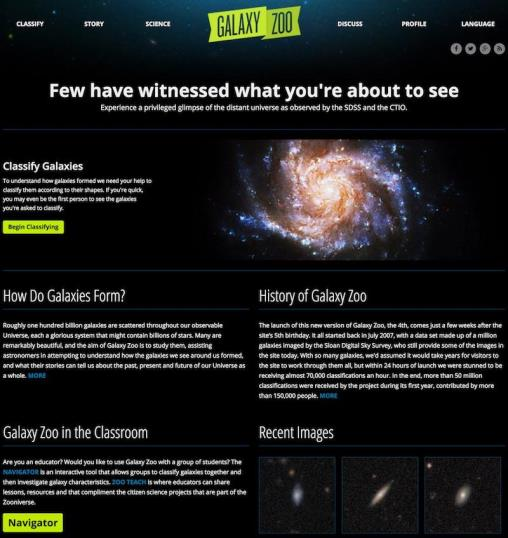 CLASSIFY STORY SCIENCE GALAXY ZOO DISCUSS PROFILE LANGUAGE
Few have witnessed what you're about to see
Experience a privileged glimpse of the distant universe as observed by the SDSS and the CTIO.
Classify Galaxies
To understand how galaxies formed we need your help to
classify them according to their shapes. If you're quick,
you may even be the first person to see the galaxies
you're asked to classify.
Begin Classifying
How Do Galaxies Form?
Roughly one hundred billion galaxies are scattered throughout our observable
Universe, each a glorious system that might contain billions of stars. Many are
remarkably beautiful, and the aim of Galaxy Zoo is to study them, assisting
astronomers in attempting to understand how the galaxies we see around us formed,
and what their stories can tell us about the past, present and future of our Universe as
a whole. MORE
History of Galaxy Zoo
The launch of this new version of Galaxy Zoo, the 4th, comes just a few weeks after the
site's 5th birthday. It all started back in July 2007, with a data set made up of a million
galaxies imaged by the Sloan Digital Sky Survey, who still provide some of the images in
the site today. With so many galaxies, we'd assumed it would take years for visitors to
the site to work through them all, but within 24 hours of launch we were stunned to be
receiving almost 70,000 classifications an hour. In the end, more than 50 million
classifications were received by the project during its first year, contributed by more
than 150,000 people. MORE
Galaxy Zoo in the Classroom
Are you an educator? Would you like to use Galaxy Zoo with a group of students? The
NAVIGATOR is an interactive tool that allows groups to classify galaxies together and
then investigate galaxy characteristics. ZOO TEACH is where educators can share
lessons, resources and that compliment the citizen science projects that are part of the
Zooniverse.
Navigator
Recent Images